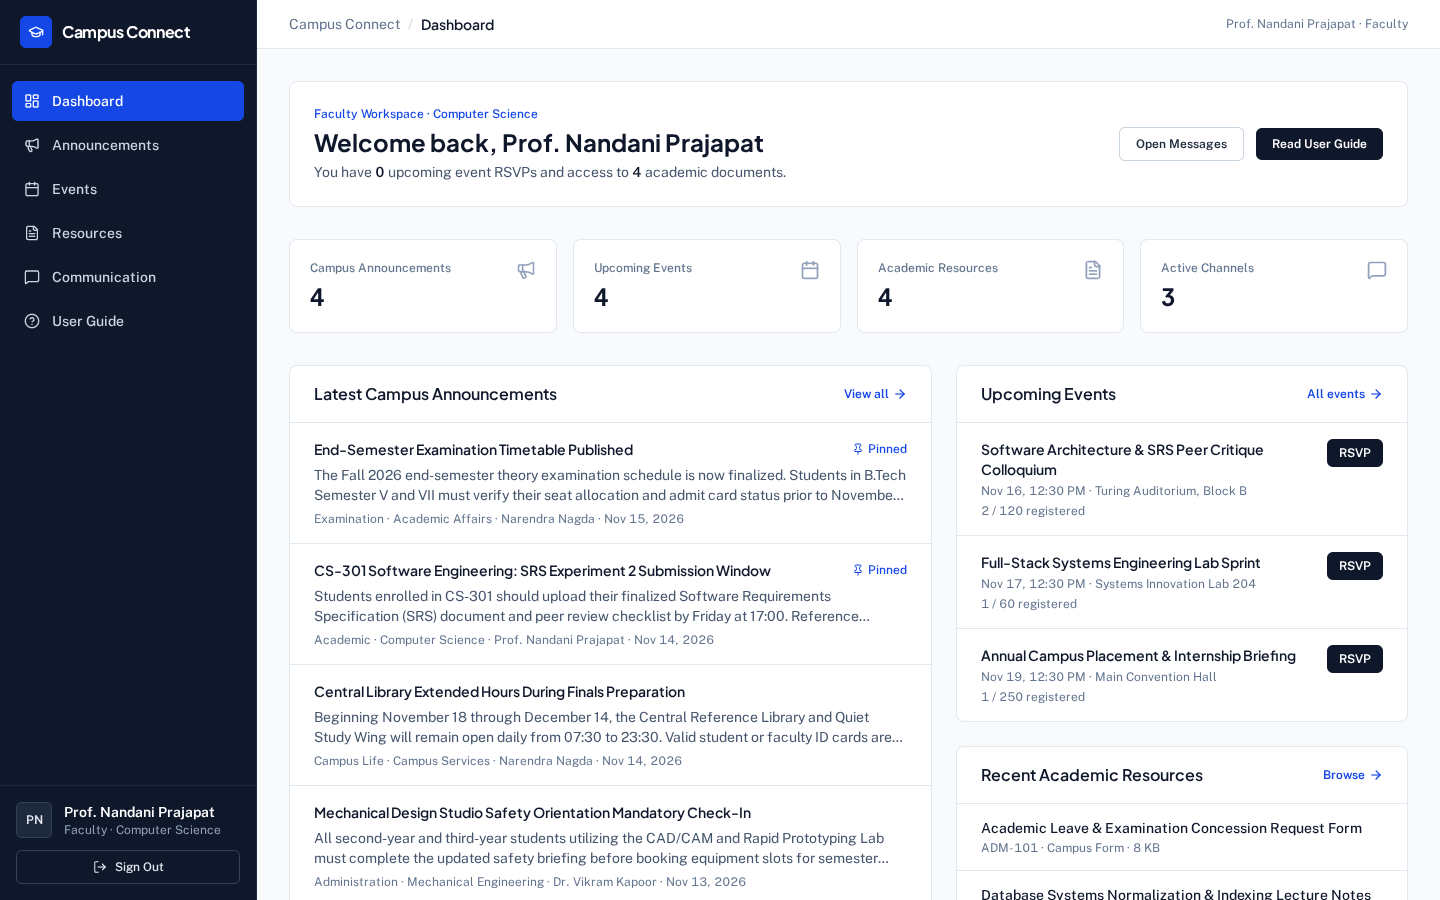 Campus Connect
Dashboard
Announcements
Events
Resources
Communication
User Guide
PN
Prof. Nandani Prajapat
Faculty · Computer Science
Sign Out
Campus Connect / Dashboard
Prof. Nandani Prajapat · Faculty
Faculty Workspace · Computer Science
Welcome back, Prof. Nandani Prajapat
You have 0 upcoming event RSVPs and access to 4 academic documents.
Open Messages
Read User Guide
Campus Announcements
4
Upcoming Events
4
Academic Resources
4
Active Channels
3
Latest Campus Announcements
View all
End-Semester Examination Timetable Published
Pinned
The Fall 2026 end-semester theory examination schedule is now finalized. Students in B.Tech
Semester V and VII must verify their seat allocation and admit card status prior to Novembe...
Examination · Academic Affairs · Narendra Nagda · Nov 15, 2026
CS-301 Software Engineering: SRS Experiment 2 Submission Window
Pinned
Students enrolled in CS-301 should upload their finalized Software Requirements
Specification (SRS) document and peer review checklist by Friday at 17:00. Reference...
Academic · Computer Science · Prof. Nandani Prajapat · Nov 14, 2026
Central Library Extended Hours During Finals Preparation
Beginning November 18 through December 14, the Central Reference Library and Quiet
Study Wing will remain open daily from 07:30 to 23:30. Valid student or faculty ID cards are...
Campus Life · Campus Services · Narendra Nagda · Nov 14, 2026
Mechanical Design Studio Safety Orientation Mandatory Check-In
All second-year and third-year students utilizing the CAD/CAM and Rapid Prototyping Lab
must complete the updated safety briefing before booking equipment slots for semester...
Administration · Mechanical Engineering · Dr. Vikram Kapoor · Nov 13, 2026
Upcoming Events
All events
Software Architecture & SRS Peer Critique
Colloquium
RSVP
Nov 16, 12:30 PM · Turing Auditorium, Block B
2 / 120 registered
Full-Stack Systems Engineering Lab Sprint
RSVP
Nov 17, 12:30 PM · Systems Innovation Lab 204
1 / 60 registered
Annual Campus Placement & Internship Briefing
RSVP
Nov 19, 12:30 PM · Main Convention Hall
1 / 250 registered
Recent Academic Resources
Browse
Academic Leave & Examination Concession Request Form
ADM-101 · Campus Form · 8 KB
Database Systems Normalization & Indexing Lecture Notes